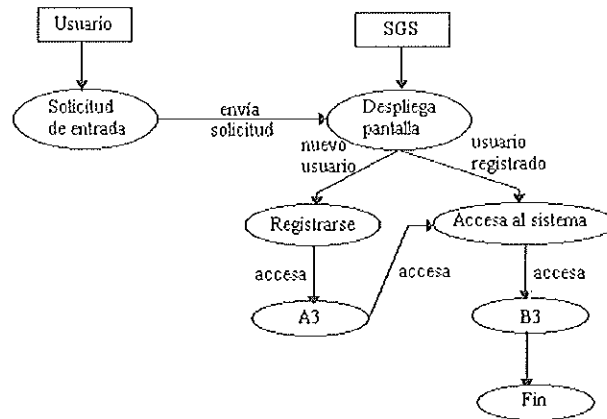 Usuario
SGS
Solicitud
de entrada
envía
solicitud
Despliega
pantalla
nuevo
usuario
usuario
registrado
Registrarse
Accesa al sistema
accesa
accesa
accesa
A3
B3
Fin